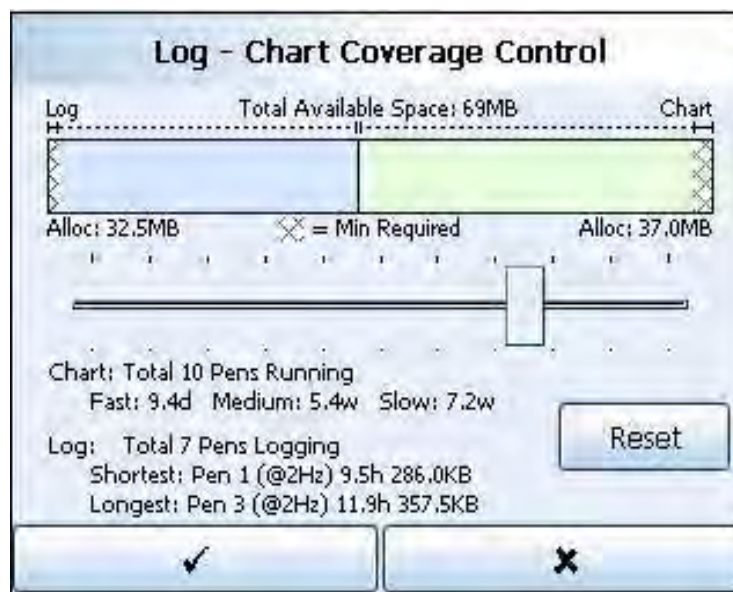 Log - Chart Coverage Control
Log Total Available Space: 69MB Chart
Alloc: 32.5MB = Min Required Alloc: 37.0MB
Chart: Total 10 Pens Running
Fast: 9.4d Medium: 5.4w Slow: 7.2w
Reset
Log: Total 7 Pens Logging
Shortest: Pen 1 (@2Hz) 9.5h 286.0KB
Longest: Pen 3 (@2Hz) 11.9h 357.5KB